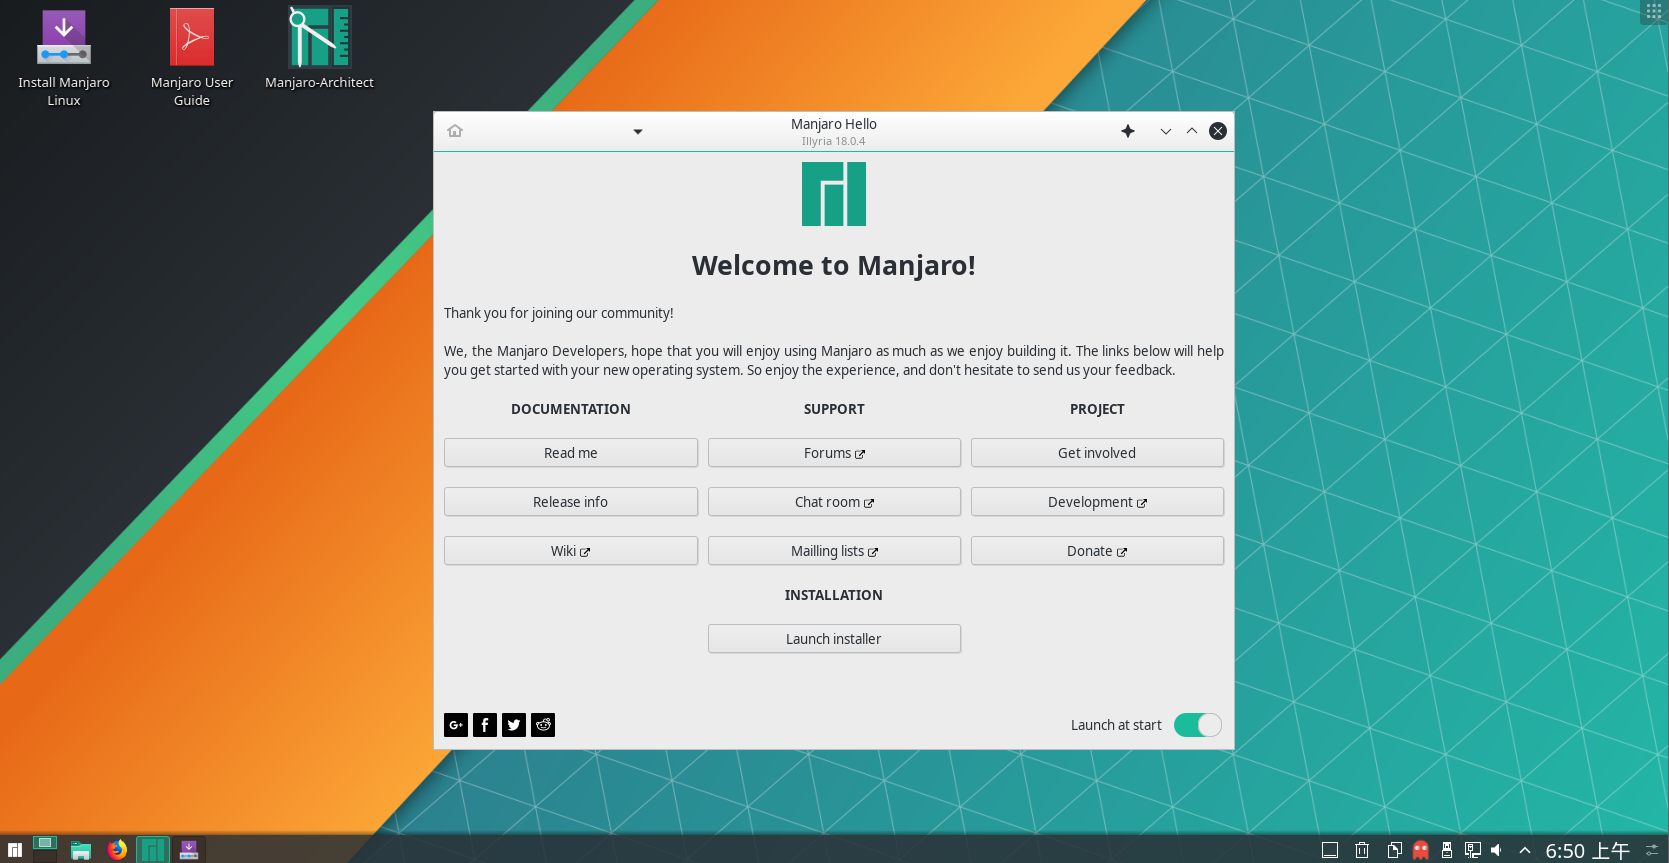 Install Manjaro
Linux
Manjaro User
Guide
Manjaro-Architect
Manjaro Hello
Illyria 18.0.4
Welcome to Manjaro!
Thank you for joining our community!
We, the Manjaro Developers, hope that you will enjoy using Manjaro as much as we enjoy building it. The links below will help
you get started with your new operating system. So enjoy the experience, and don't hesitate to send us your feedback.
DOCUMENTATION SUPPORT PROJECT
Read me Forums Get involved
Release info Chat room Development
Wiki Mailling lists Donate
INSTALLATION
Launch installer
Launch at start
6:50 上午